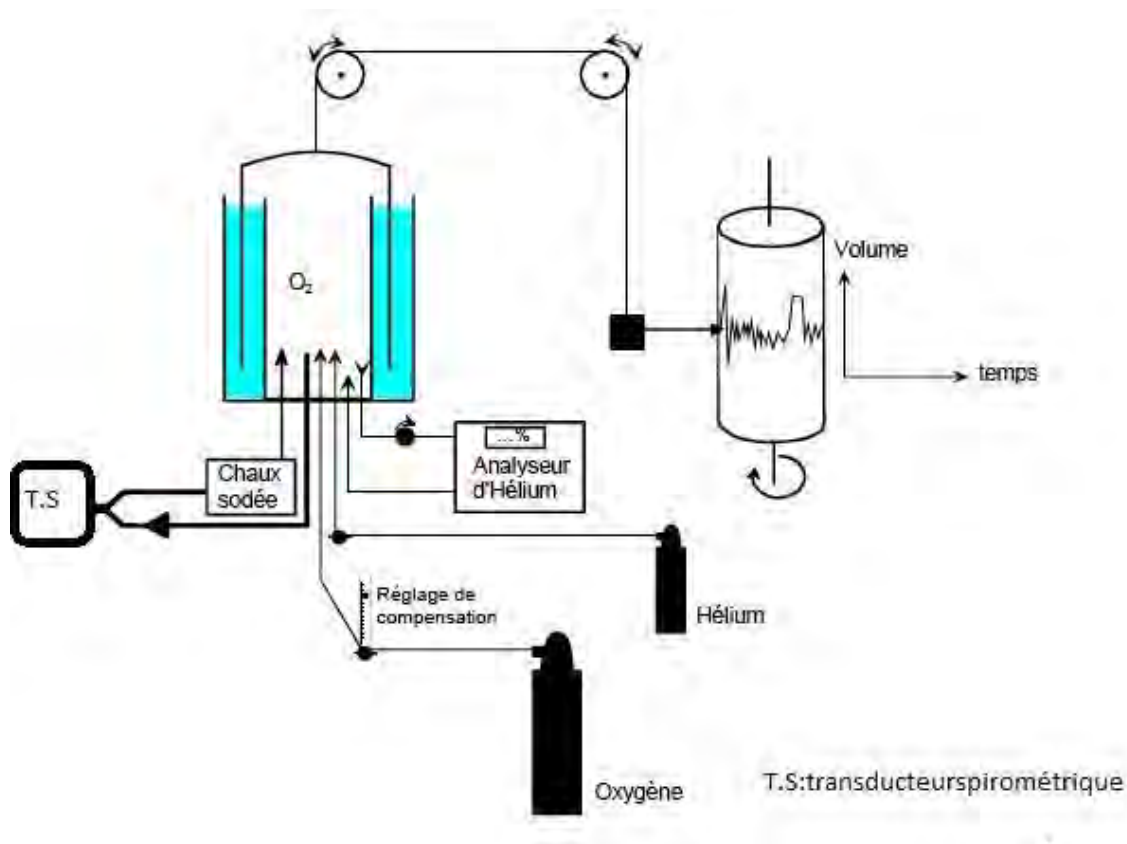 Volume
O₂
temps
...%
Analyseur
d'Hélium
Chaux
sodée
T.S
Réglage de
compensation
Hélium
Oxygène
T.S:transducteurspirométrique